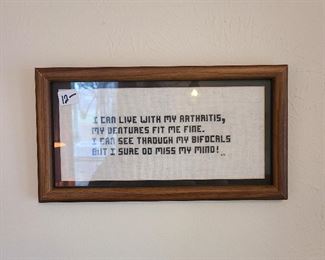 12-
I CAN LIVE WITH MY ARTHRITIS,
MY DENTURES FIT ME FINE.
I CAN SEE THROUGH MY BIFOCALS
BUT I SURE DO MISS MY MIND!